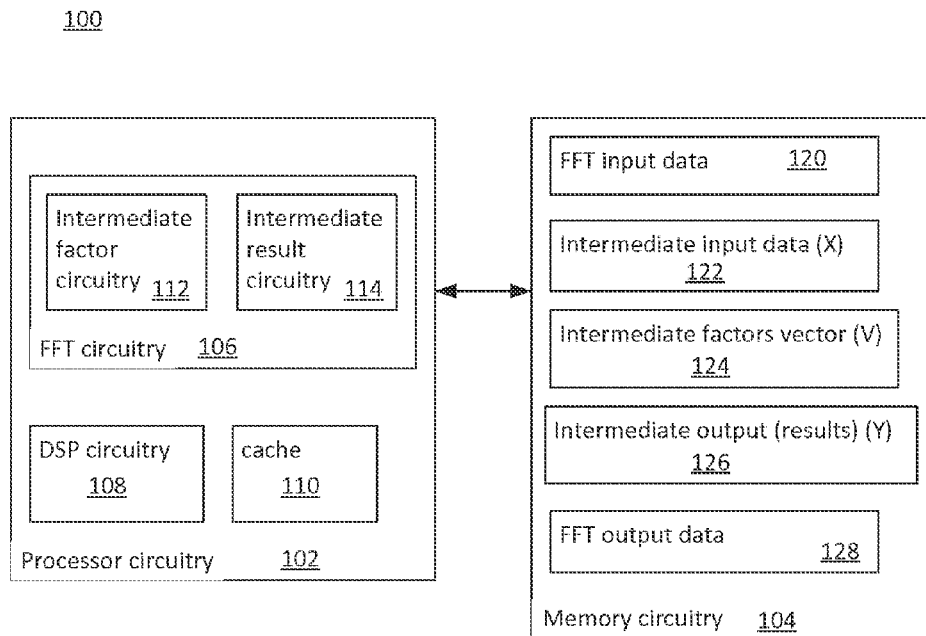 100
Intermediate
factor
circuitry 112
Intermediate
result
circuitry 114
FFT circuitry 106
DSP circuitry
108
cache
110
Processor circuitry 102
FFT input data 120
Intermediate input data (X)
122
Intermediate factors vector (V)
124
Intermediate output (results) (Y)
126
FFT output data
128
Memory circuitry 104